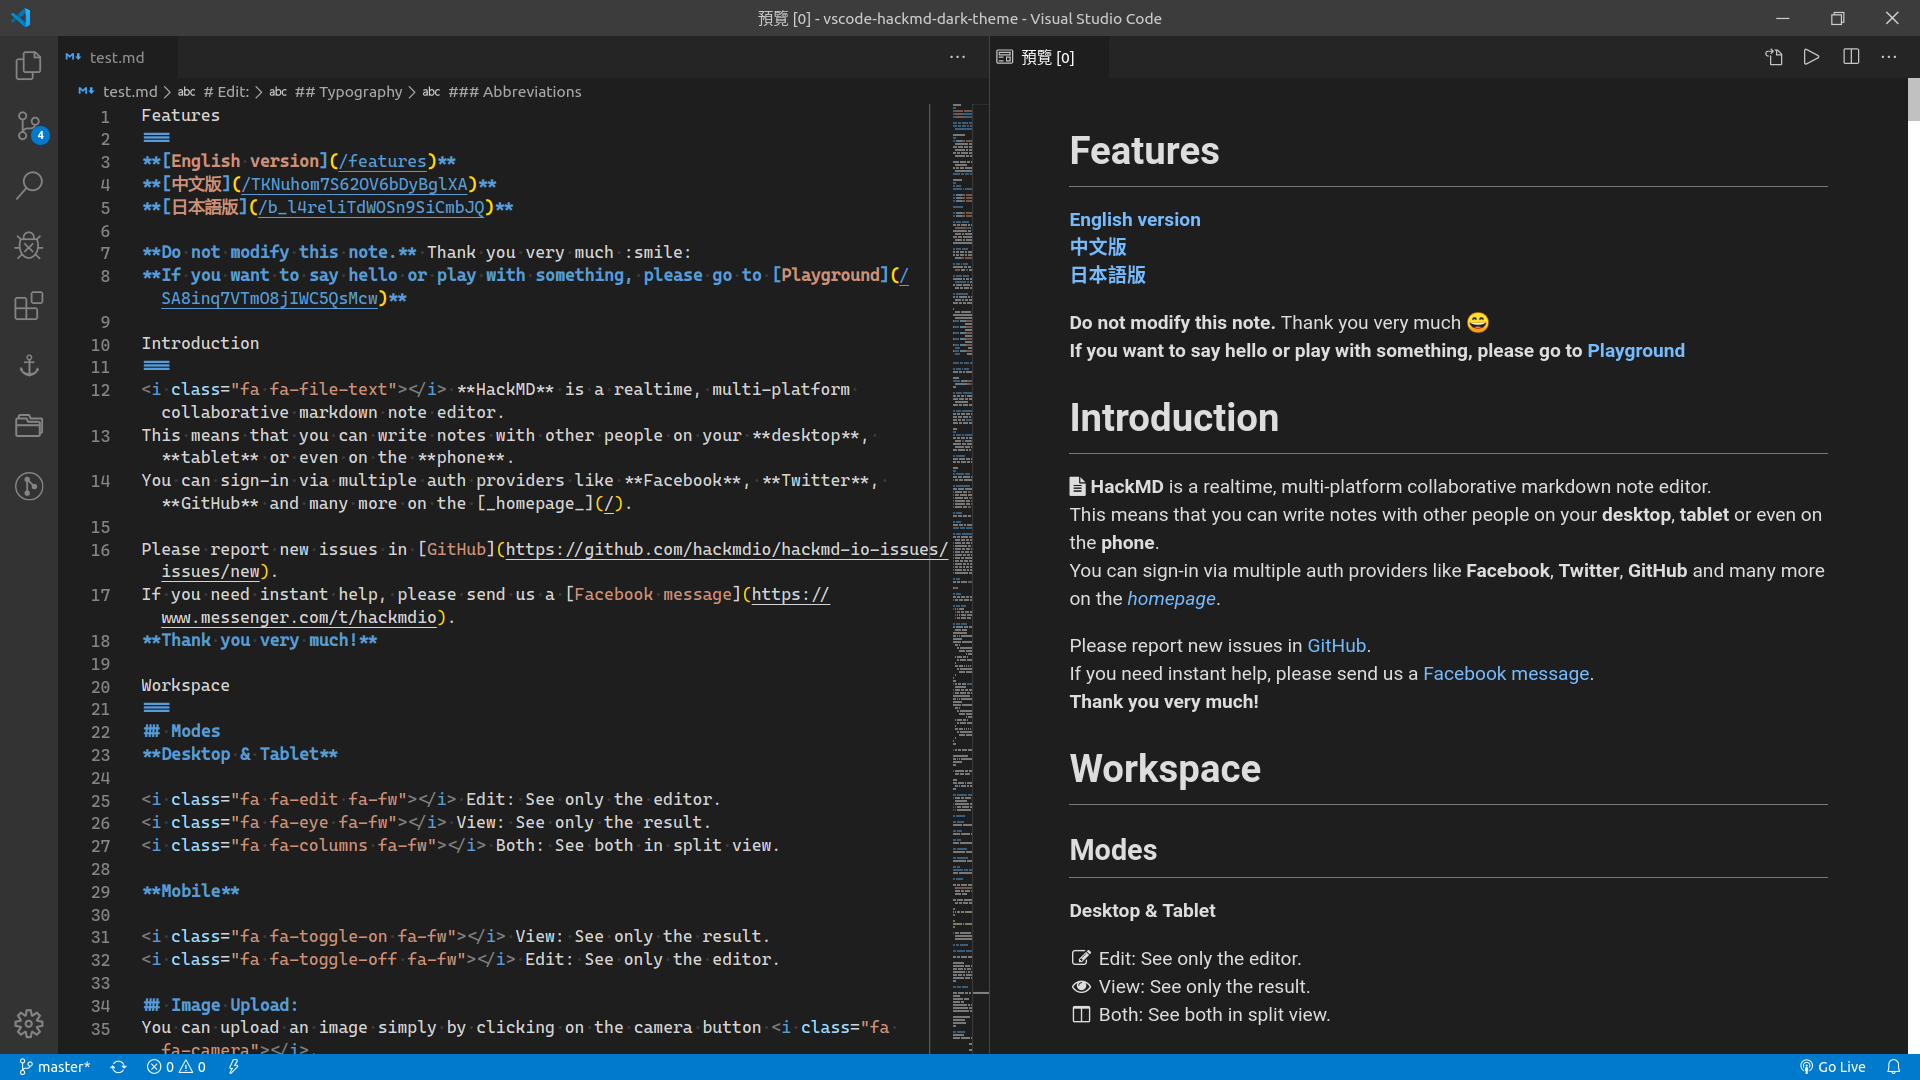 預覽 [0] - vscode-hackmd-dark-theme - Visual Studio Code
test.md
test.md > abc # Edit: > abc ## Typography > abc ### Abbreviations
4
1 Features
2 ===
3 **[English version](/features)**
4 **[中文版](/TKNuhom7S62OV6bDyBglXA)**
5 **[日本語版](/b_l4reliTdWOSn9SiCmbJQ)**
6
7 **Do not modify this note.** Thank you very much :smile:
8 **If you want to say hello or play with something, please go to [Playground](/
SA8inq7VTmO8jIWC5QsMcw)**
9
10 Introduction
11 ===
12 <i class="fa fa-file-text"></i> **HackMD** is a realtime, multi-platform
collaborative markdown note editor.
13 This means that you can write notes with other people on your **desktop**,
**tablet** or even on the **phone**.
14 You can sign-in via multiple auth providers like **Facebook**, **Twitter**,
**GitHub** and many more on the [_homepage_](/).
15
16 Please report new issues in [GitHub](https://github.com/hackmdio/hackmd-io-issues/
issues/new).
17 If you need instant help, please send us a [Facebook message](https://
www.messenger.com/t/hackmdio).
18 **Thank you very much!**
19
20 Workspace
21 ===
22 ## Modes
23 **Desktop & Tablet**
24
25 <i class="fa fa-edit fa-fw"></i> Edit: See only the editor.
26 <i class="fa fa-eye fa-fw"></i> View: See only the result.
27 <i class="fa fa-columns fa-fw"></i> Both: See both in split view.
28
29 **Mobile**
30
31 <i class="fa fa-toggle-on fa-fw"></i> View: See only the result.
32 <i class="fa fa-toggle-off fa-fw"></i> Edit: See only the editor.
33
34 ## Image Upload:
35 You can upload an image simply by clicking on the camera button <i class="fa
fa-camera"></i>.
預覽 [0]
Features
English version
中文版
日本語版
Do not modify this note. Thank you very much 😄
If you want to say hello or play with something, please go to Playground
Introduction
HackMD is a realtime, multi-platform collaborative markdown note editor.
This means that you can write notes with other people on your desktop, tablet or even on
the phone.
You can sign-in via multiple auth providers like Facebook, Twitter, GitHub and many more
on the homepage.
Please report new issues in GitHub.
If you need instant help, please send us a Facebook message.
Thank you very much!
Workspace
Modes
Desktop & Tablet
Edit: See only the editor.
View: See only the result.
Both: See both in split view.
master* 0 0
Go Live